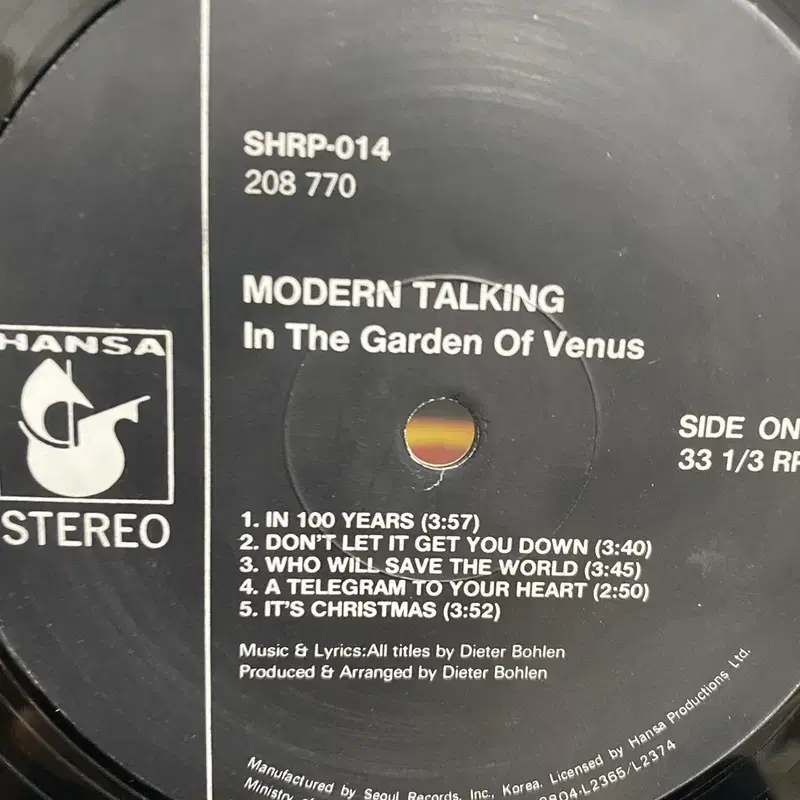 SHRP-014
208 770
MODERN TALKING
In The Garden Of Venus
HANSA
STEREO
SIDE ON
33 1/3 RP
1. IN 100 YEARS (3:57)
2. DON'T LET IT GET YOU DOWN (3:40)
3. WHO WILL SAVE THE WORLD (3:45)
4. A TELEGRAM TO YOUR HEART (2:50)
5. IT'S CHRISTMAS (3:52)
Music & Lyrics:All titles by Dieter Bohlen
Produced & Arranged by Dieter Bohlen
Manufactured by Seoul Records, Inc., Korea. Licensed by Hansa Productions Ltd.
Ministry
2804-L2365/L2374